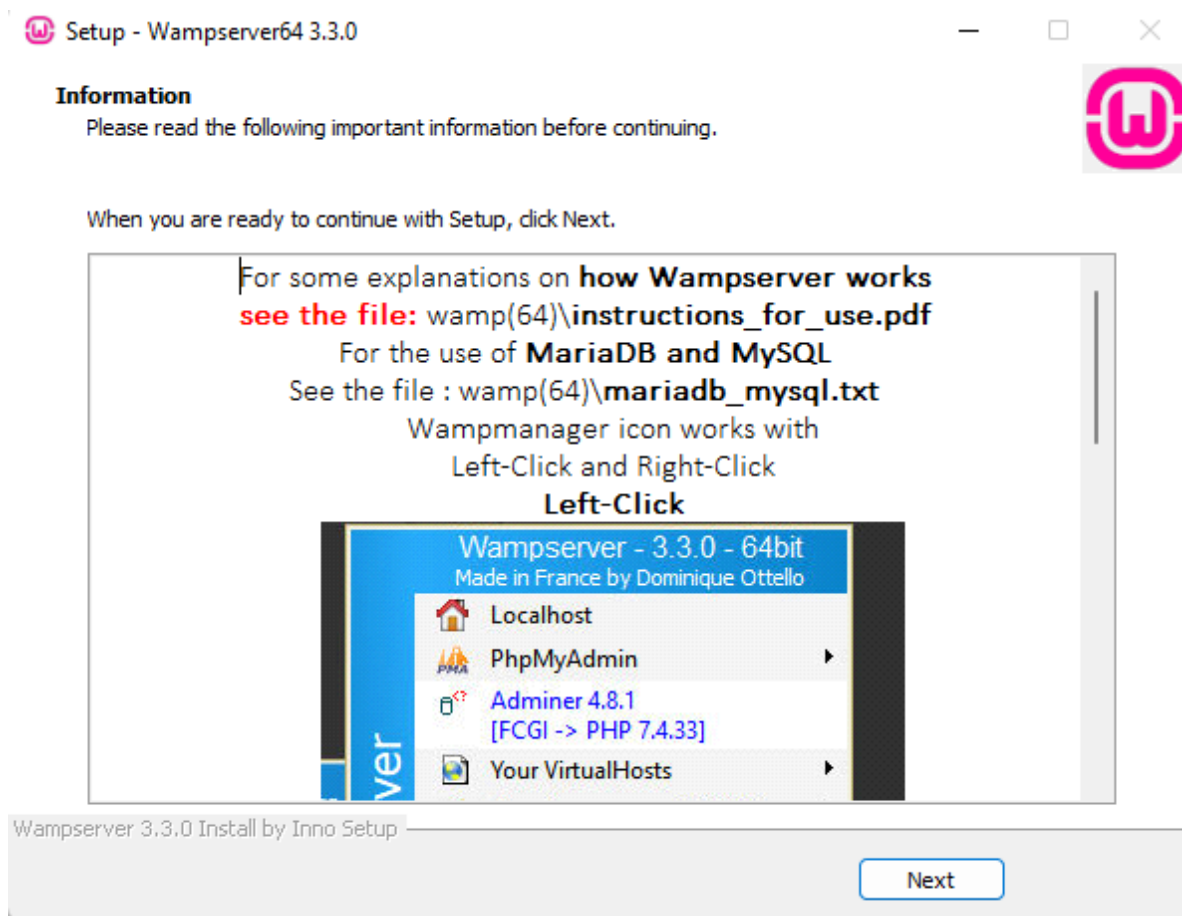 Setup - Wampserver64 3.3.0
Information
Please read the following important information before continuing.
When you are ready to continue with Setup, click Next.
For some explanations on how Wampserver works
see the file: wamp(64)\instructions_for_use.pdf
For the use of MariaDB and MySQL
See the file : wamp(64)\mariadb_mysql.txt
Wampmanager icon works with
Left-Click and Right-Click
Left-Click
Wampserver - 3.3.0 - 64bit
Made in France by Dominique Ottello
Localhost
PMA
PhpMyAdmin
Adminer 4.8.1
[FCGI -> PHP 7.4.33]
Your VirtualHosts
ver
Wampserver 3.3.0 Install by Inno Setup
Next